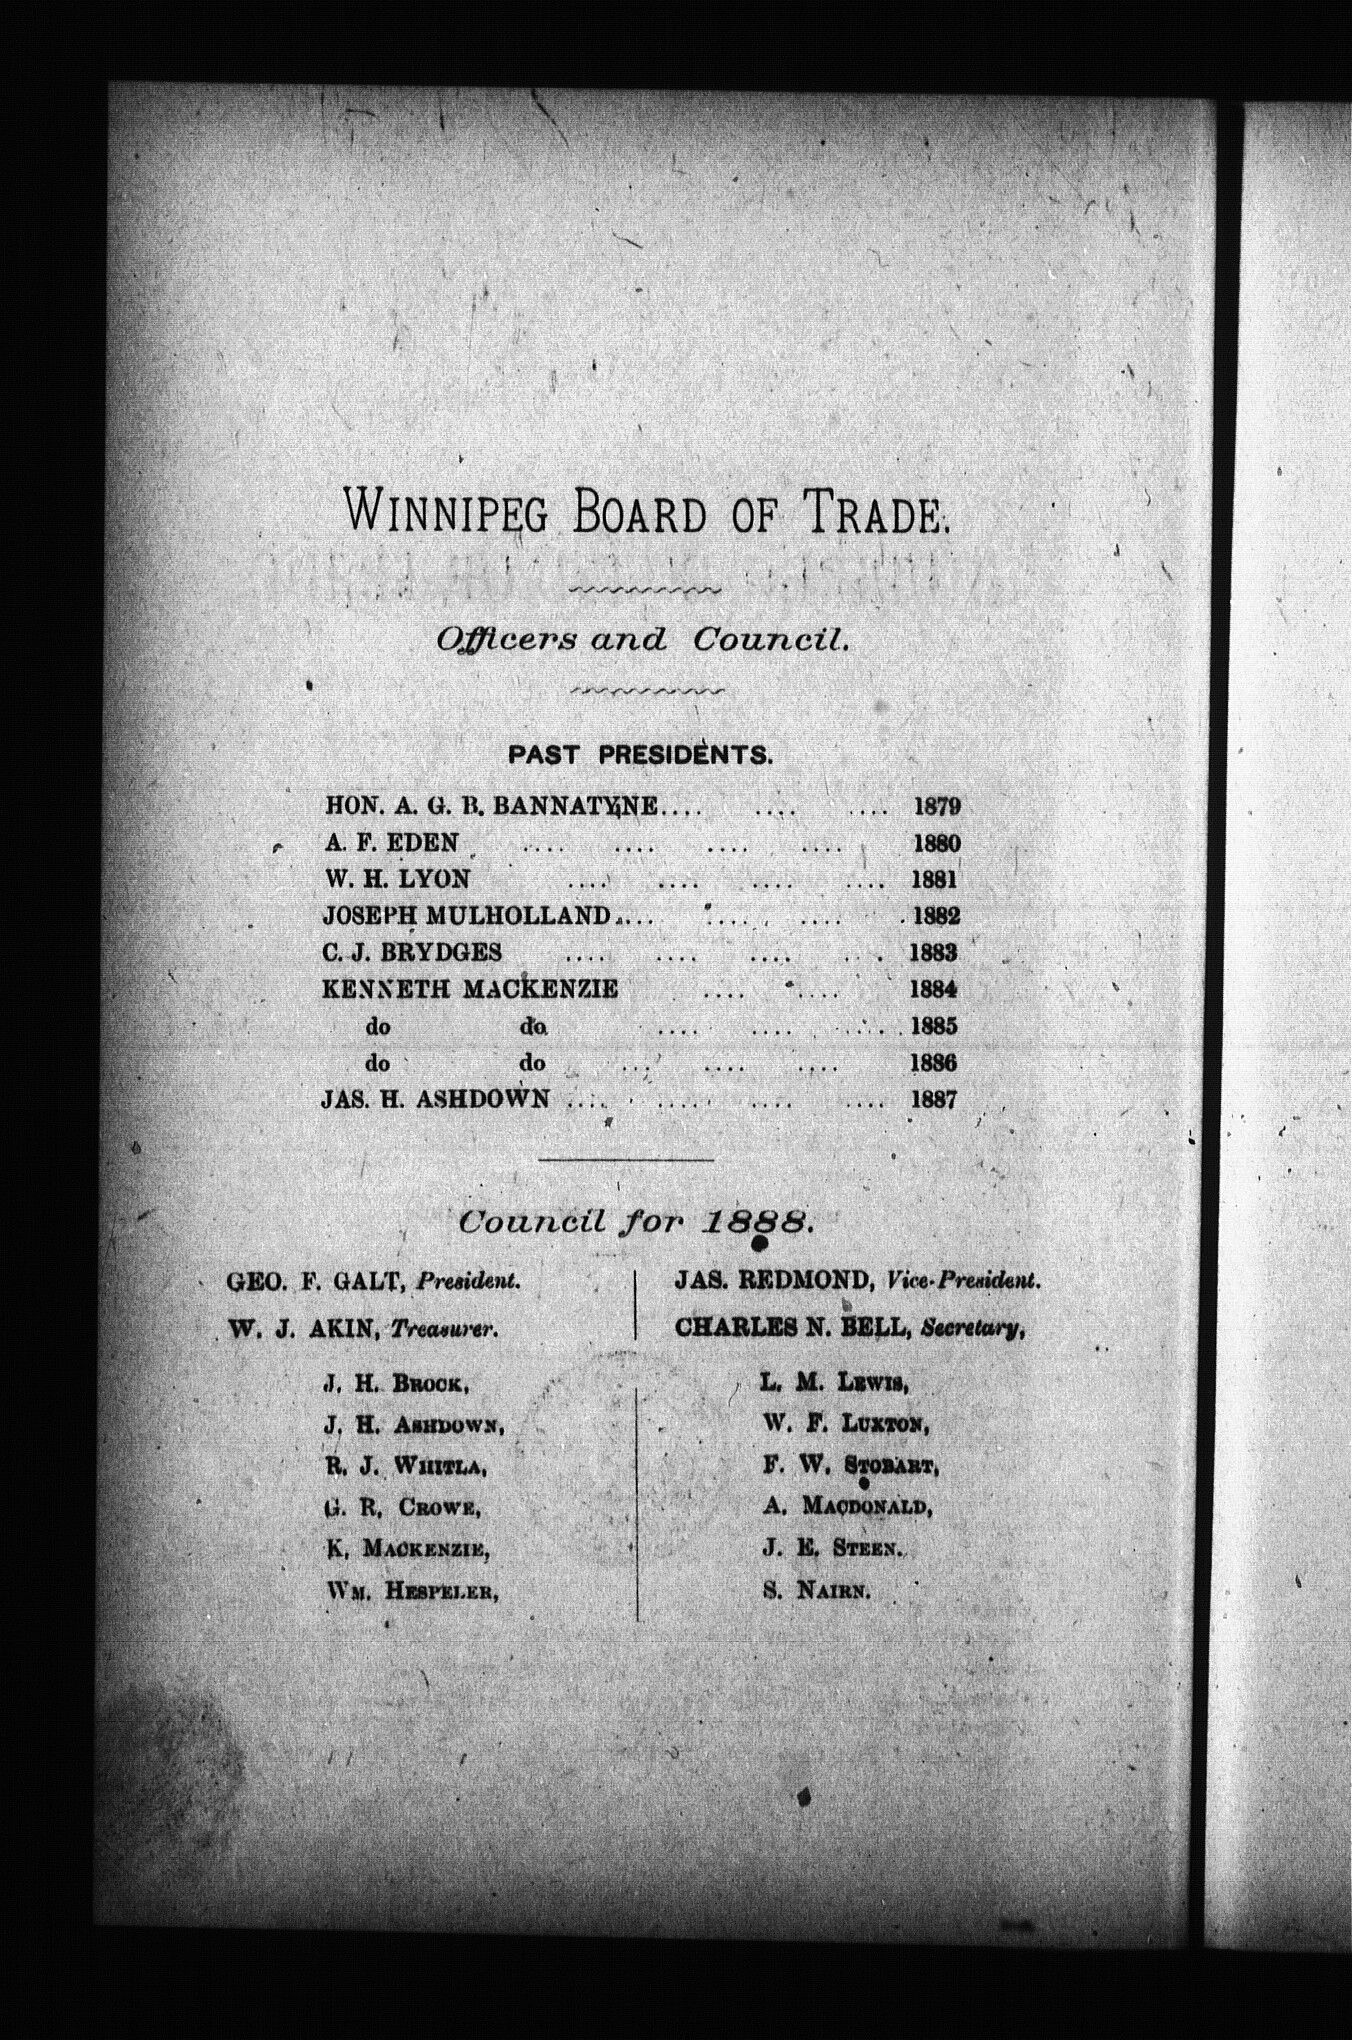 WINNIPEG BOARD OF TRADE.
Officers and Council.
PAST PRESIDENTS.
HON. A. G. B. BANNATYNE.... .... .... 1879
A. F. EDEN .... .... .... .... 1880
W. H. LYON .... .... .... .... 1881
JOSEPH MULHOLLAND.... .... .... . 1882
C. J. BRYDGES .... .... .... . . . 1883
KENNETH MACKENZIE .... .... 1884
do do .... .... .... . 1885
do do .... .... .... 1886
JAS. H. ASHDOWN .... .... .... .... 1887
Council for 1888.
GEO. F. GALT, President.
W. J. AKIN, Treasurer.
JAS. REDMOND, Vice-President.
CHARLES N. BELL, Secretary,
J. H. BROCK,
J. H. ASHDOWN,
R. J. WHITLA,
G. R. CROWE,
K. MACKENZIE,
WM. HESPELER,
L. M. LEWIS,
W. F. LUXTON,
F. W. STOBART,
A. MACDONALD,
J. E. STEEN.
S. NAIRN.